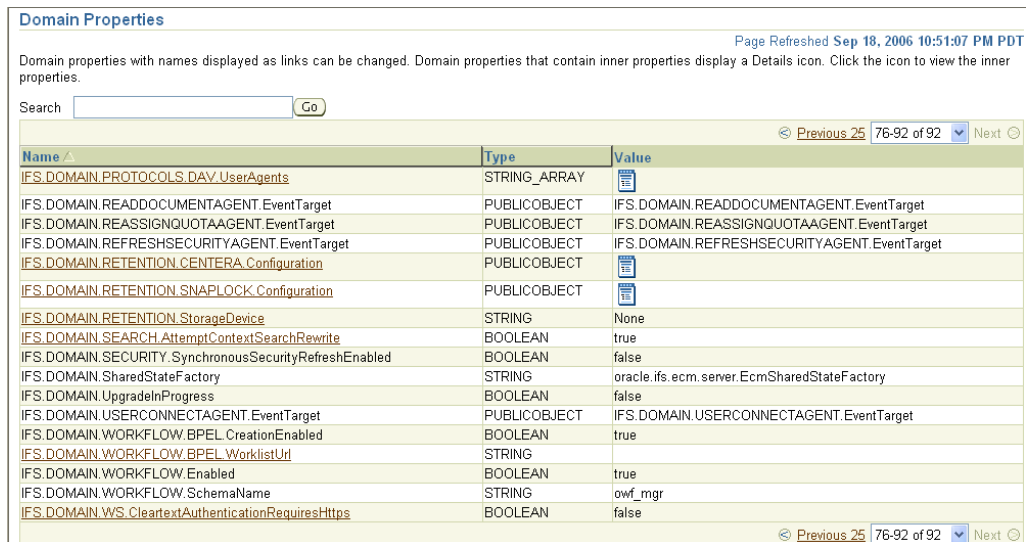 Domain Properties
Page Refreshed Sep 18, 2006 10:51:07 PM PDT
Domain properties with names displayed as links can be changed. Domain properties that contain inner properties display a Details icon. Click the icon to view the inner
properties.
Search Go
Previous 25 76-92 of 92 Next
Name Type Value
IFS.DOMAIN.PROTOCOLS.DAV.UserAgents STRING_ARRAY
IFS.DOMAIN.READDOCUMENTAGENT.EventTarget PUBLICOBJECT IFS.DOMAIN.READDOCUMENTAGENT.EventTarget
IFS.DOMAIN.REASSIGNQUOTAAGENT.EventTarget PUBLICOBJECT IFS.DOMAIN.REASSIGNQUOTAAGENT.EventTarget
IFS.DOMAIN.REFRESHSECURITYAGENT.EventTarget PUBLICOBJECT IFS.DOMAIN.REFRESHSECURITYAGENT.EventTarget
IFS.DOMAIN.RETENTION.CENTERA.Configuration PUBLICOBJECT
IFS.DOMAIN.RETENTION.SNAPLOCK.Configuration PUBLICOBJECT
IFS.DOMAIN.RETENTION.StorageDevice STRING None
IFS.DOMAIN.SEARCH.AttemptContextSearchRewrite BOOLEAN true
IFS.DOMAIN.SECURITY.SynchronousSecurityRefreshEnabled BOOLEAN false
IFS.DOMAIN.SharedStateFactory STRING oracle.ifs.ecm.server.EcmSharedStateFactory
IFS.DOMAIN.UpgradeInProgress BOOLEAN false
IFS.DOMAIN.USERCONNECTAGENT.EventTarget PUBLICOBJECT IFS.DOMAIN.USERCONNECTAGENT.EventTarget
IFS.DOMAIN.WORKFLOW.BPEL.CreationEnabled BOOLEAN true
IFS.DOMAIN.WORKFLOW.BPEL.WorklistUrl STRING
IFS.DOMAIN.WORKFLOW.Enabled BOOLEAN true
IFS.DOMAIN.WORKFLOW.SchemaName STRING owf_mgr
IFS.DOMAIN.WS.CleartextAuthenticationRequiresHttps BOOLEAN false
Previous 25 76-92 of 92 Next